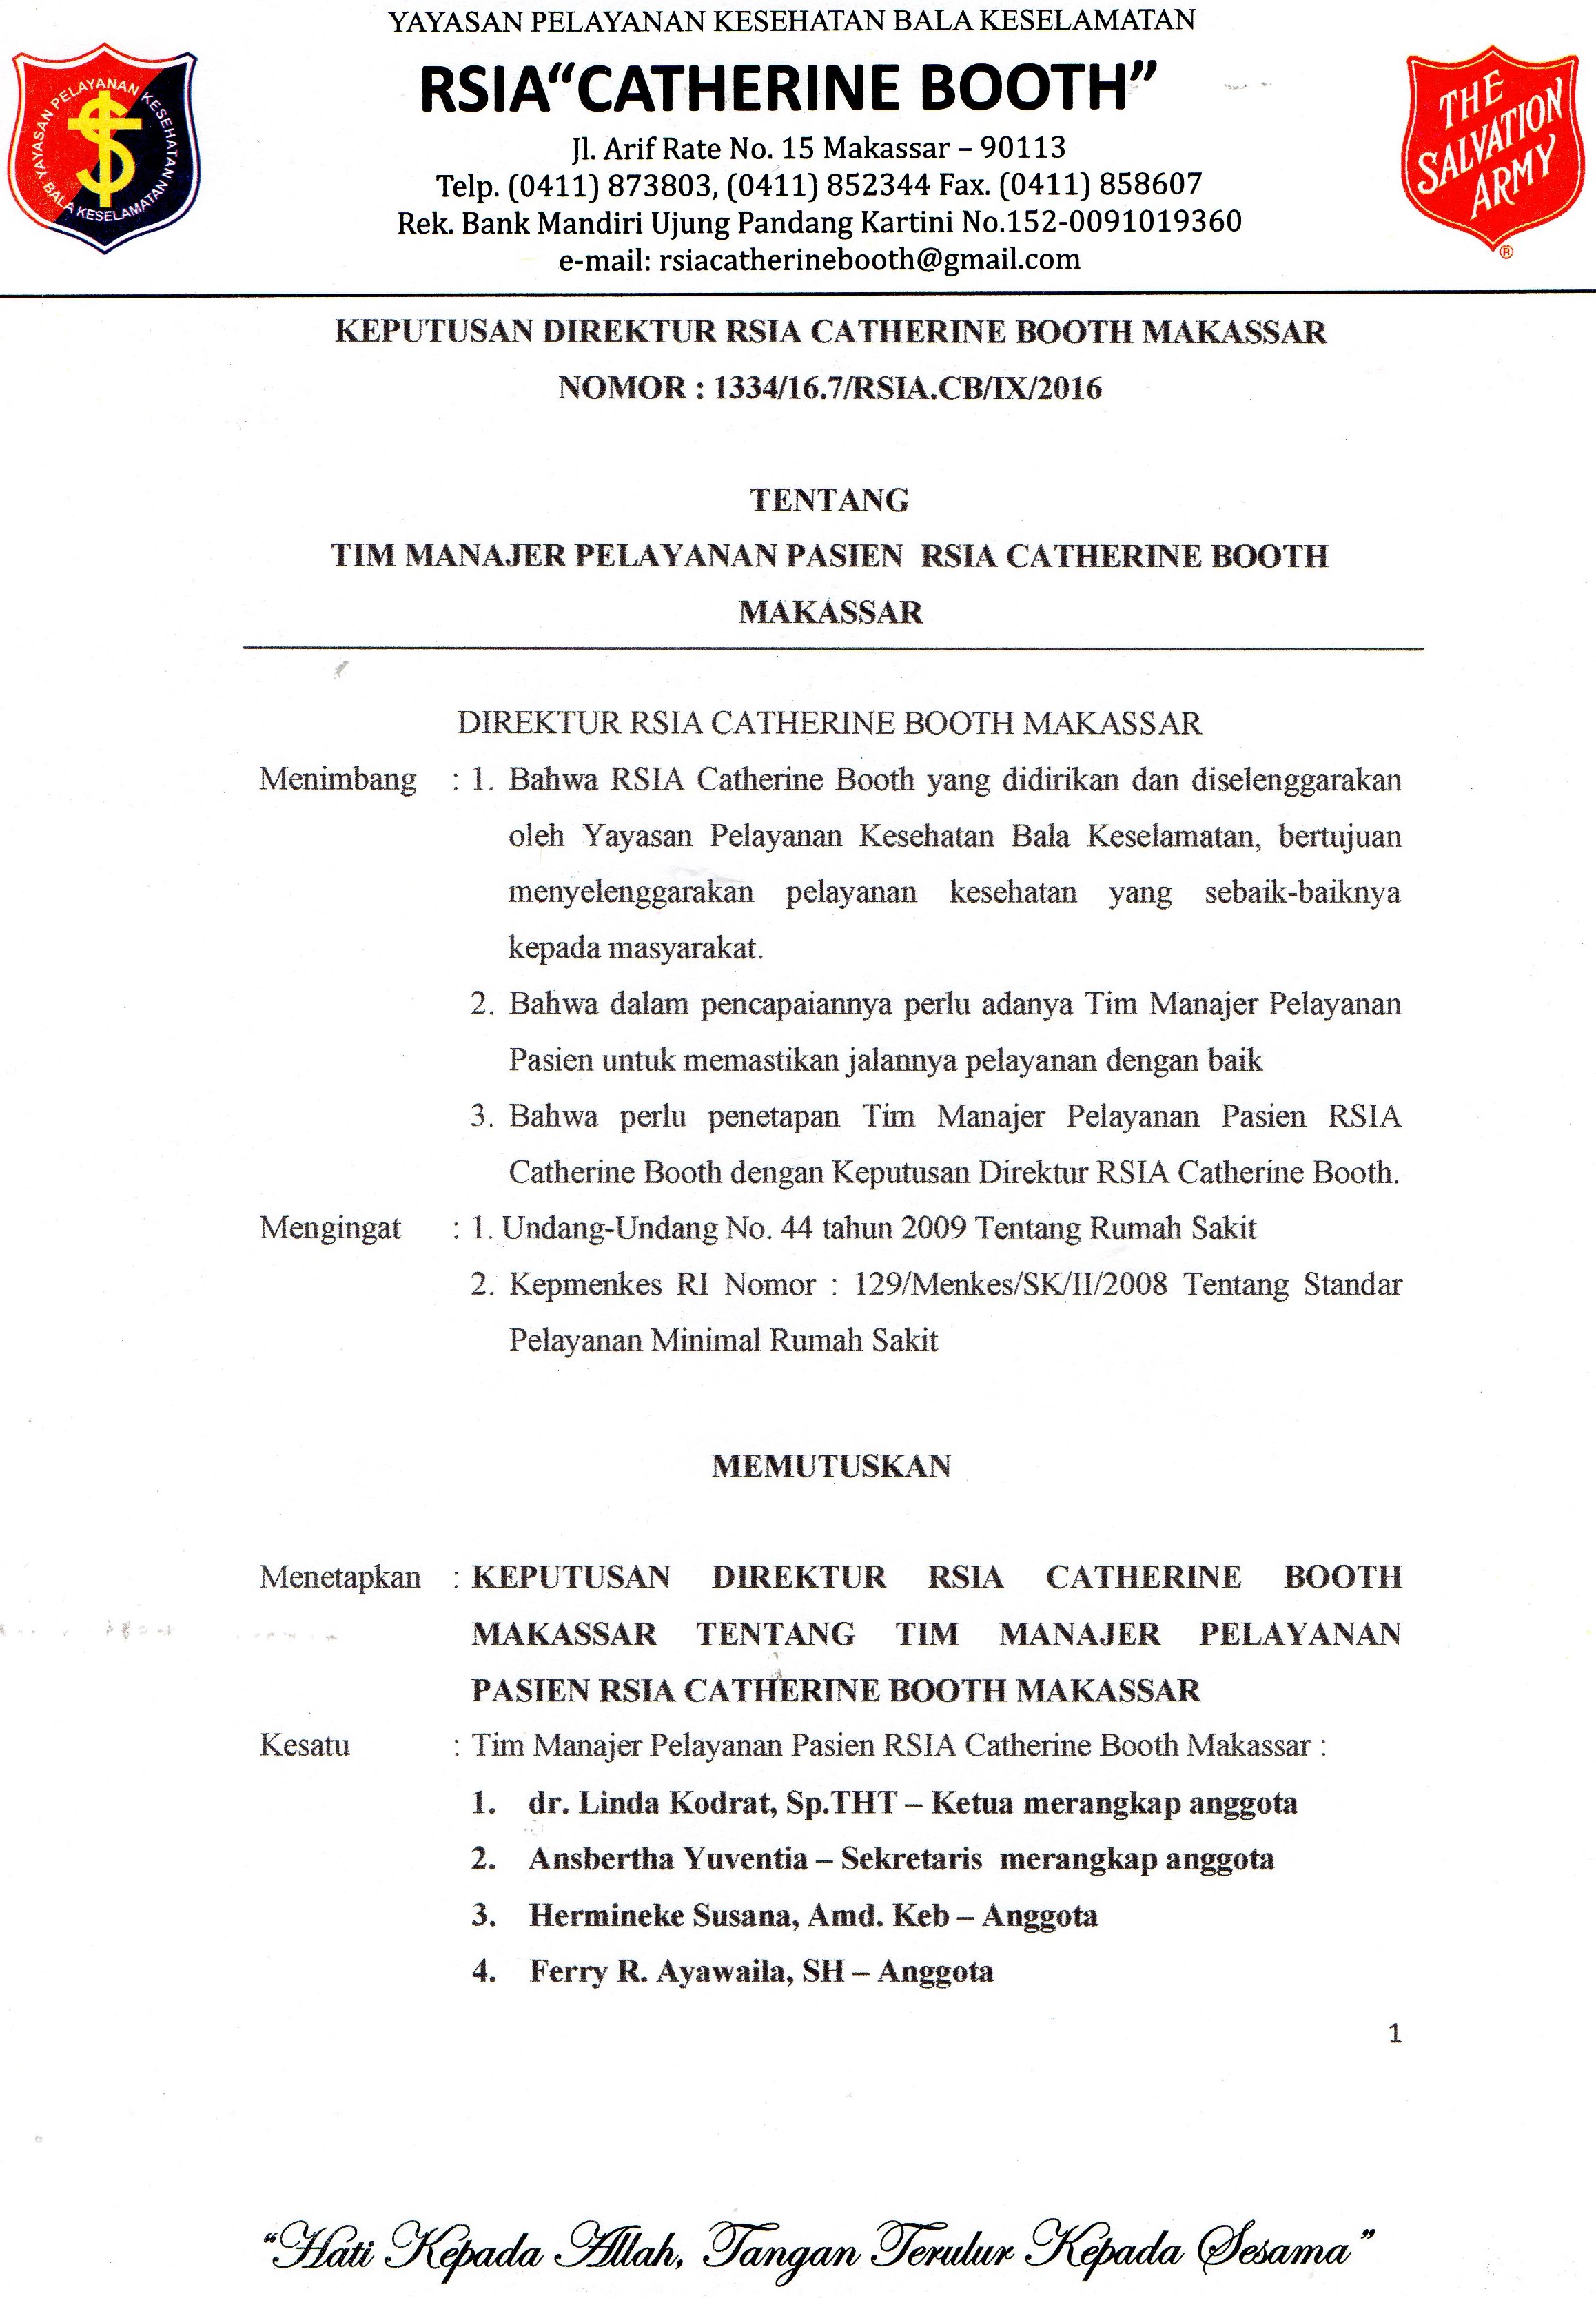 YAYASAN PELAYANAN KESEHATAN BALA KESELAMATAN
RSIA“CATHERINE BOOTH”
Jl. Arif Rate No. 15 Makassar – 90113
Telp. (0411) 873803, (0411) 852344 Fax. (0411) 858607
Rek. Bank Mandiri Ujung Pandang Kartini No.152-0091019360
e-mail: rsiacatherinebooth@gmail.com
YAYASAN PELAYANAN KESEHATAN
BALA KESELAMATAN
THE
SALVATION
ARMY
®
KEPUTUSAN DIREKTUR RSIA CATHERINE BOOTH MAKASSAR
NOMOR : 1334/16.7/RSIA.CB/IX/2016
TENTANG
TIM MANAJER PELAYANAN PASIEN RSIA CATHERINE BOOTH
MAKASSAR
DIREKTUR RSIA CATHERINE BOOTH MAKASSAR
Menimbang : 1. Bahwa RSIA Catherine Booth yang didirikan dan diselenggarakan
oleh Yayasan Pelayanan Kesehatan Bala Keselamatan, bertujuan
menyelenggarakan pelayanan kesehatan yang sebaik-baiknya
kepada masyarakat.
2. Bahwa dalam pencapaiannya perlu adanya Tim Manajer Pelayanan
Pasien untuk memastikan jalannya pelayanan dengan baik
3. Bahwa perlu penetapan Tim Manajer Pelayanan Pasien RSIA
Catherine Booth dengan Keputusan Direktur RSIA Catherine Booth.
Mengingat : 1. Undang-Undang No. 44 tahun 2009 Tentang Rumah Sakit
2. Kepmenkes RI Nomor : 129/Menkes/SK/II/2008 Tentang Standar
Pelayanan Minimal Rumah Sakit
MEMUTUSKAN
Menetapkan : KEPUTUSAN DIREKTUR RSIA CATHERINE BOOTH
MAKASSAR TENTANG TIM MANAJER PELAYANAN
PASIEN RSIA CATHERINE BOOTH MAKASSAR
Kesatu : Tim Manajer Pelayanan Pasien RSIA Catherine Booth Makassar :
1. dr. Linda Kodrat, Sp.THT – Ketua merangkap anggota
2. Ansbertha Yuventia – Sekretaris merangkap anggota
3. Hermineke Susana, Amd. Keb – Anggota
4. Ferry R. Ayawaila, SH – Anggota
1
“Hati Kepada Allah, Tangan Terulur Kepada Sesama”